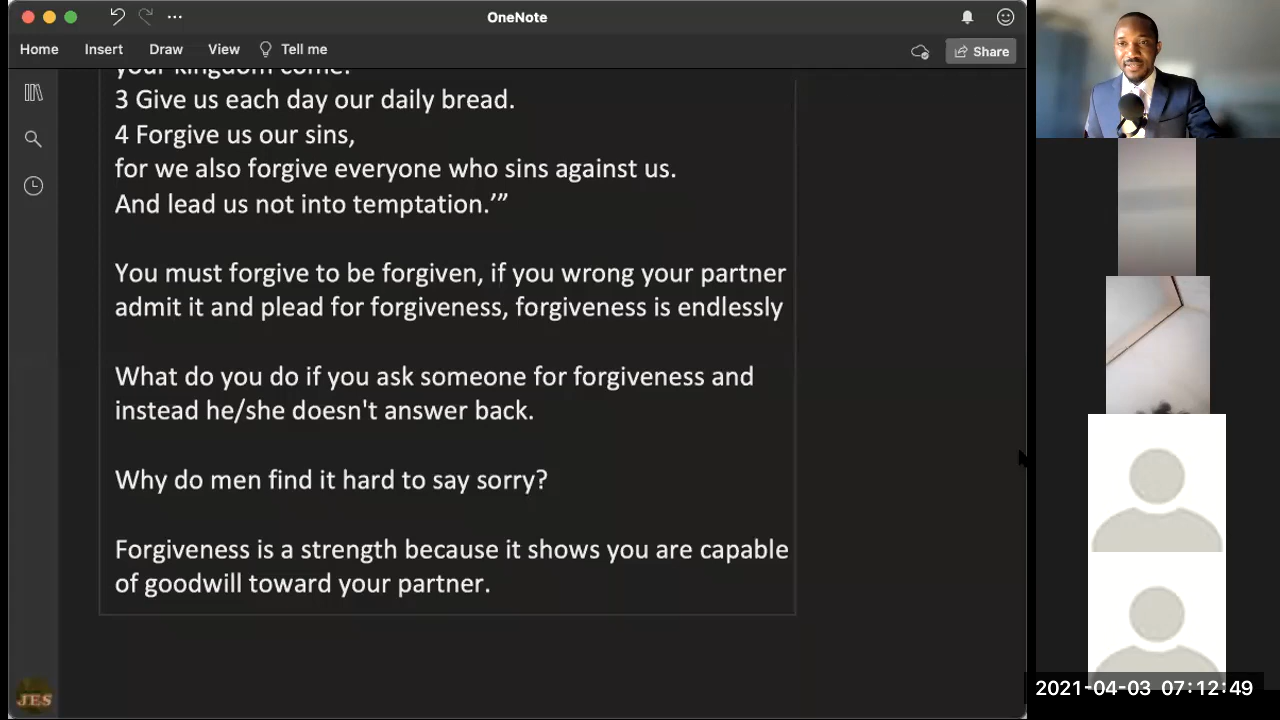 OneNote
Home Insert Draw View Tell me
Share
your kingdom come.
3 Give us each day our daily bread.
4 Forgive us our sins,
for we also forgive everyone who sins against us.
And lead us not into temptation.’”
You must forgive to be forgiven, if you wrong your partner
admit it and plead for forgiveness, forgiveness is endlessly
What do you do if you ask someone for forgiveness and
instead he/she doesn't answer back.
Why do men find it hard to say sorry?
Forgiveness is a strength because it shows you are capable
of goodwill toward your partner.
JES
2021-04-03 07:12:49